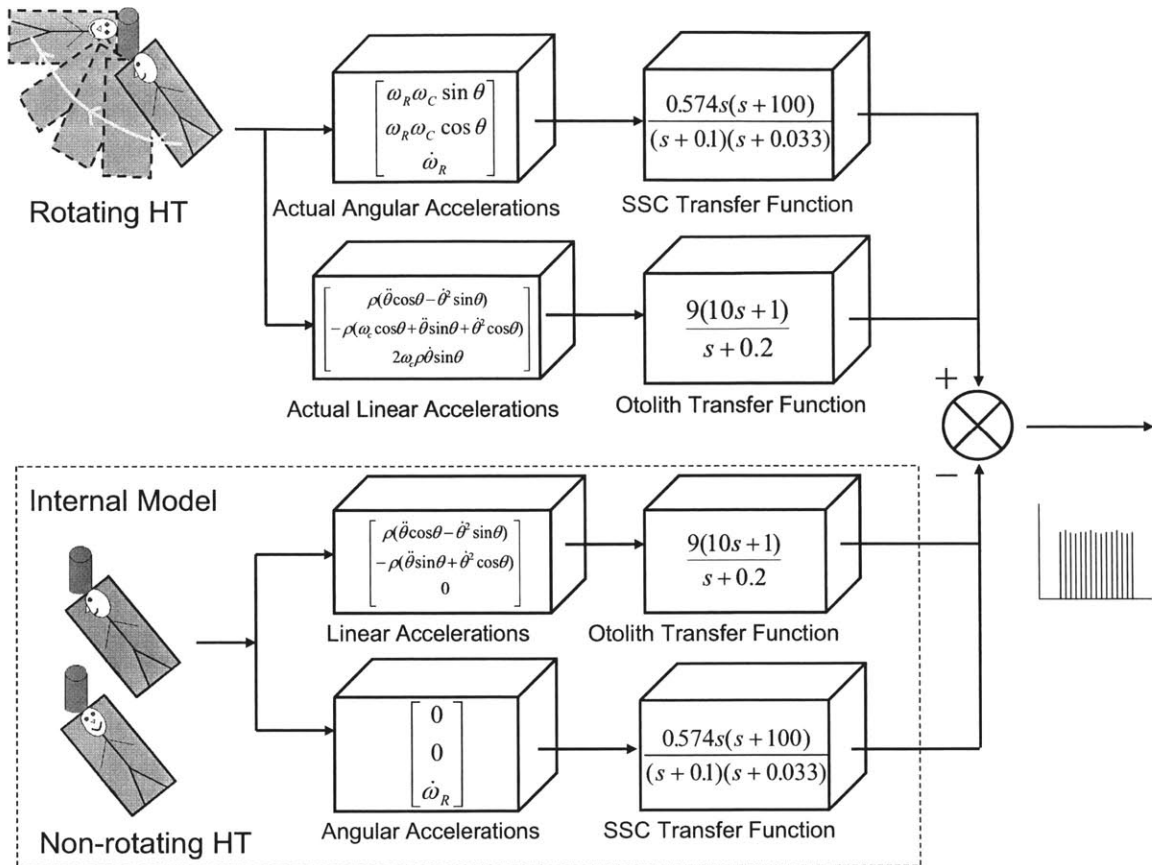 Rotating HT
ω_R ω_C sin θ
ω_R ω_C cos θ
ω̇_R
Actual Angular Accelerations
0.574s(s + 100)
(s + 0.1)(s + 0.033)
SSC Transfer Function
ρ(θ̈cosθ − θ̇² sinθ)
−ρ(ω_c cosθ + θ̈sinθ + θ̇² cosθ)
2ω_cρθ̇sinθ
Actual Linear Accelerations
9(10s + 1)
s + 0.2
Otolith Transfer Function
+
−
Internal Model
ρ(θ̈cosθ − θ̇² sinθ)
−ρ(θ̈sinθ + θ̇² cosθ)
0
Linear Accelerations
9(10s + 1)
s + 0.2
Otolith Transfer Function
0
0
ω̇_R
Angular Accelerations
0.574s(s + 100)
(s + 0.1)(s + 0.033)
SSC Transfer Function
Non-rotating HT